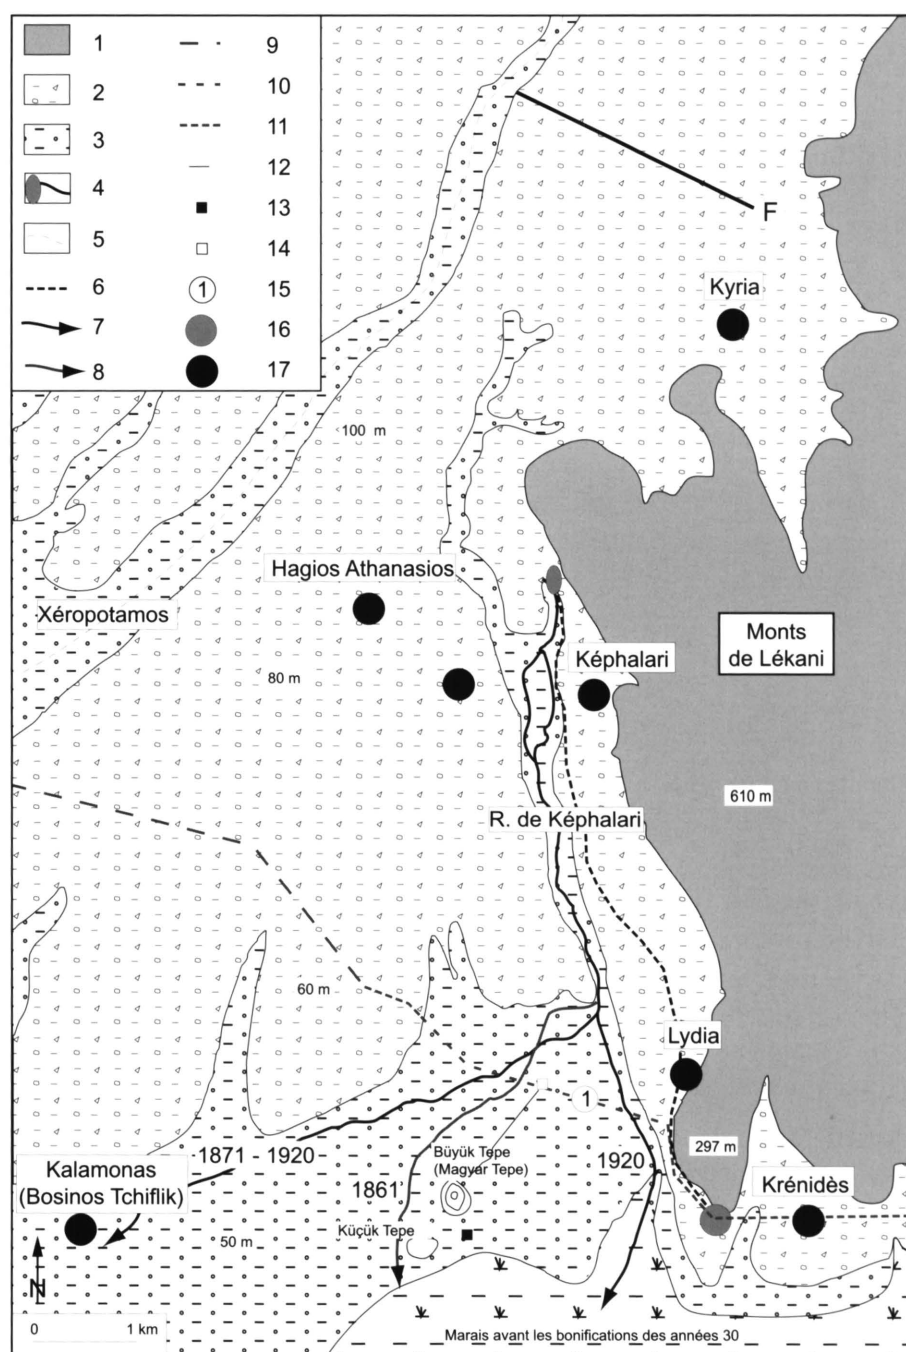 1
2
3
4
5
6
7
8
9
10
11
12
13
14
1
15
16
17
F
Kyria
100 m
Hagios Athanasios
Xéropotamos
Monts
de Lékani
Képhalari
80 m
610 m
R. de Képhalari
60 m
Lydia
1
297 m
1871 - 1920
Büyük Tepe
(Magyar Tepe)
1920
Kalamonas
(Bosinos Tchiflik)
1861
Krénidès
Küçük Tepe
50 m
N
0 1 km
Marais avant les bonifications des années 30